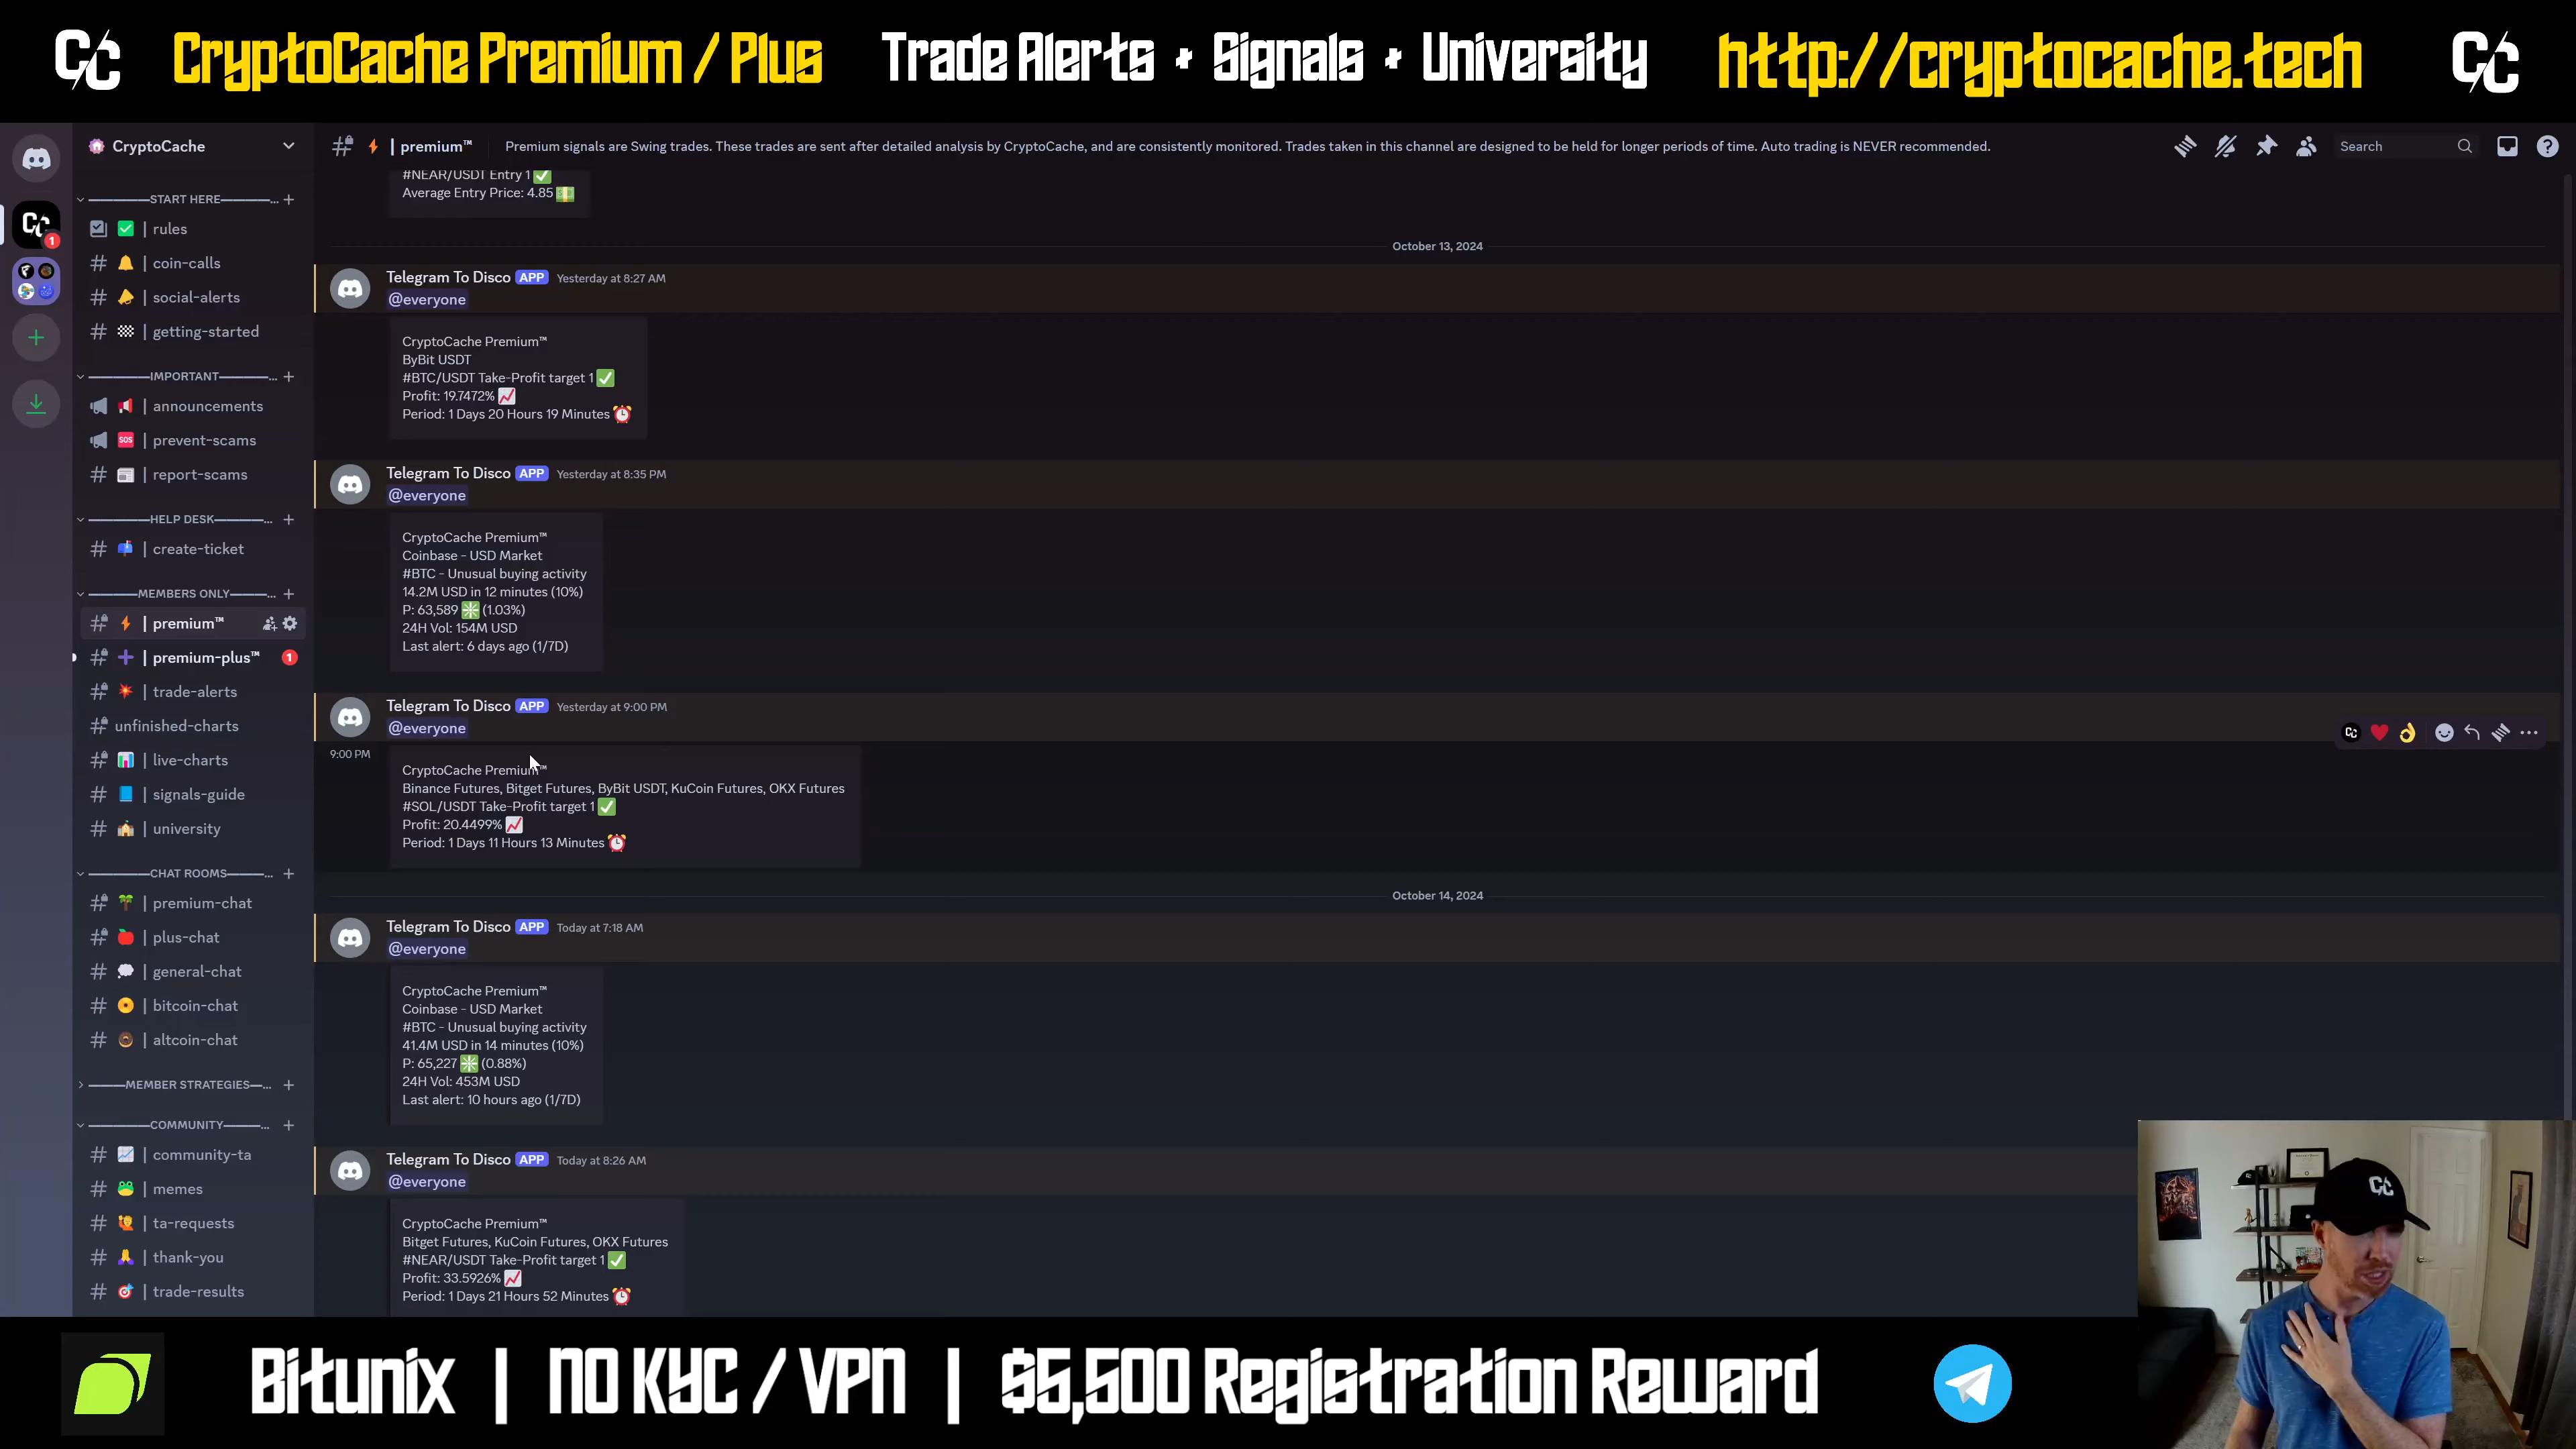 CC
CryptoCache Premium / Plus
Trade Alerts + Signals + University
http://cryptocache.tech
CC
CryptoCache
START HERE
rules
coin-calls
social-alerts
getting-started
IMPORTANT
announcements
prevent-scams
report-scams
HELP DESK
create-ticket
MEMBERS ONLY
premium™
premium-plus™ 1
trade-alerts
unfinished-charts
live-charts
signals-guide
university
CHAT ROOMS
premium-chat
plus-chat
general-chat
bitcoin-chat
altcoin-chat
MEMBER STRATEGIES
COMMUNITY
community-ta
memes
ta-requests
thank-you
trade-results
premium™
Premium signals are Swing trades. These trades are sent after detailed analysis by CryptoCache, and are consistently monitored. Trades taken in this channel are designed to be held for longer periods of time. Auto trading is NEVER recommended.
Search
#NEAR/USDT Entry 1
Average Entry Price: 4.85
October 13, 2024
Telegram To Disco APP Yesterday at 8:27 AM
@everyone
CryptoCache Premium™
ByBit USDT
#BTC/USDT Take-Profit target 1
Profit: 19.7472%
Period: 1 Days 20 Hours 19 Minutes
Telegram To Disco APP Yesterday at 8:35 PM
@everyone
CryptoCache Premium™
Coinbase - USD Market
#BTC - Unusual buying activity
14.2M USD in 12 minutes (10%)
P: 63,589 (1.03%)
24H Vol: 154M USD
Last alert: 6 days ago (1/7D)
Telegram To Disco APP Yesterday at 9:00 PM
@everyone
9:00 PM
CryptoCache Premium™
Binance Futures, Bitget Futures, ByBit USDT, KuCoin Futures, OKX Futures
#SOL/USDT Take-Profit target 1
Profit: 20.4499%
Period: 1 Days 11 Hours 13 Minutes
October 14, 2024
Telegram To Disco APP Today at 7:18 AM
@everyone
CryptoCache Premium™
Coinbase - USD Market
#BTC - Unusual buying activity
41.4M USD in 14 minutes (10%)
P: 65,227 (0.88%)
24H Vol: 453M USD
Last alert: 10 hours ago (1/7D)
Telegram To Disco APP Today at 8:26 AM
@everyone
CryptoCache Premium™
Bitget Futures, KuCoin Futures, OKX Futures
#NEAR/USDT Take-Profit target 1
Profit: 33.5926%
Period: 1 Days 21 Hours 52 Minutes
CC
Bitunix | NO KYC / VPN | $5,500 Registration Reward